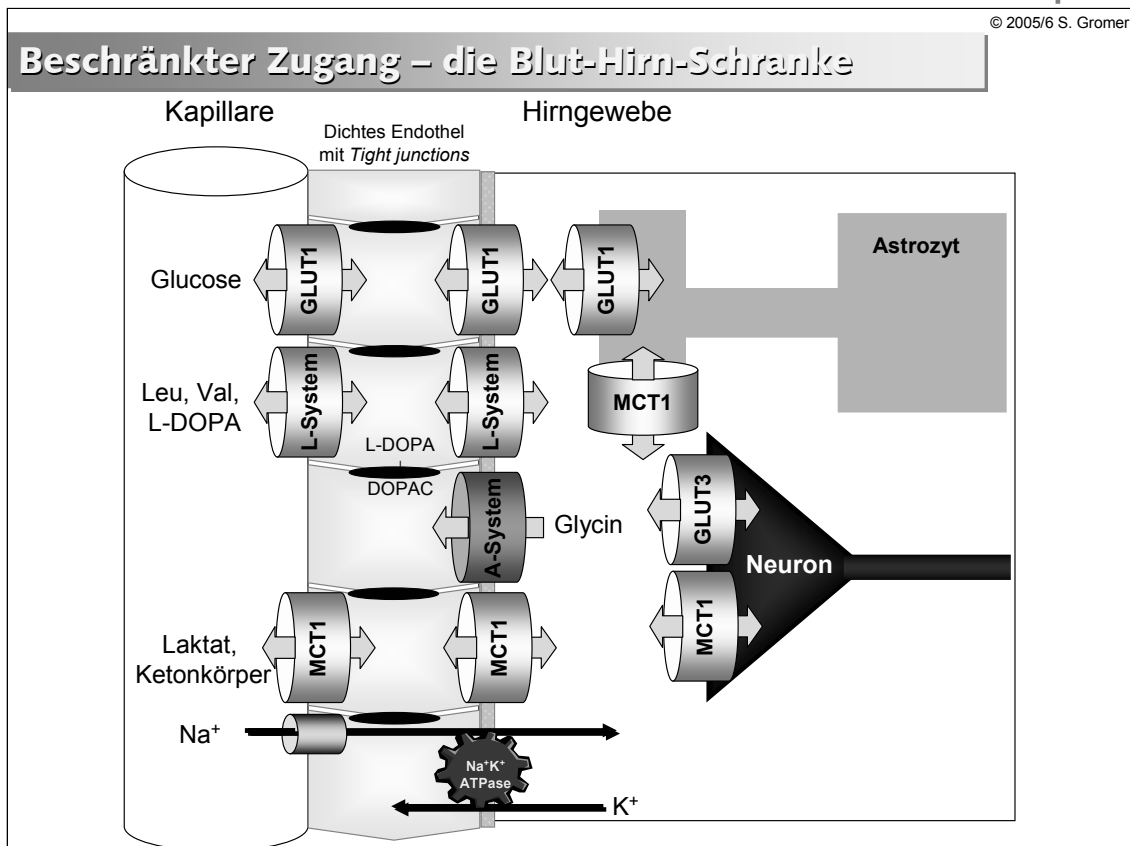 © 2005/6 S. Gromer
Beschränkter Zugang – die Blut-Hirn-Schranke
Kapillare
Hirngewebe
Dichtes Endothel
mit Tight junctions
Glucose
GLUT1
GLUT1
GLUT1
Astrozyt
Leu, Val,
L-DOPA
L-System
L-System
MCT1
L-DOPA
DOPAC
A-System
Glycin
GLUT3
Neuron
MCT1
Laktat,
Ketonkörper
MCT1
MCT1
Na⁺
Na⁺K⁺
ATPase
K⁺